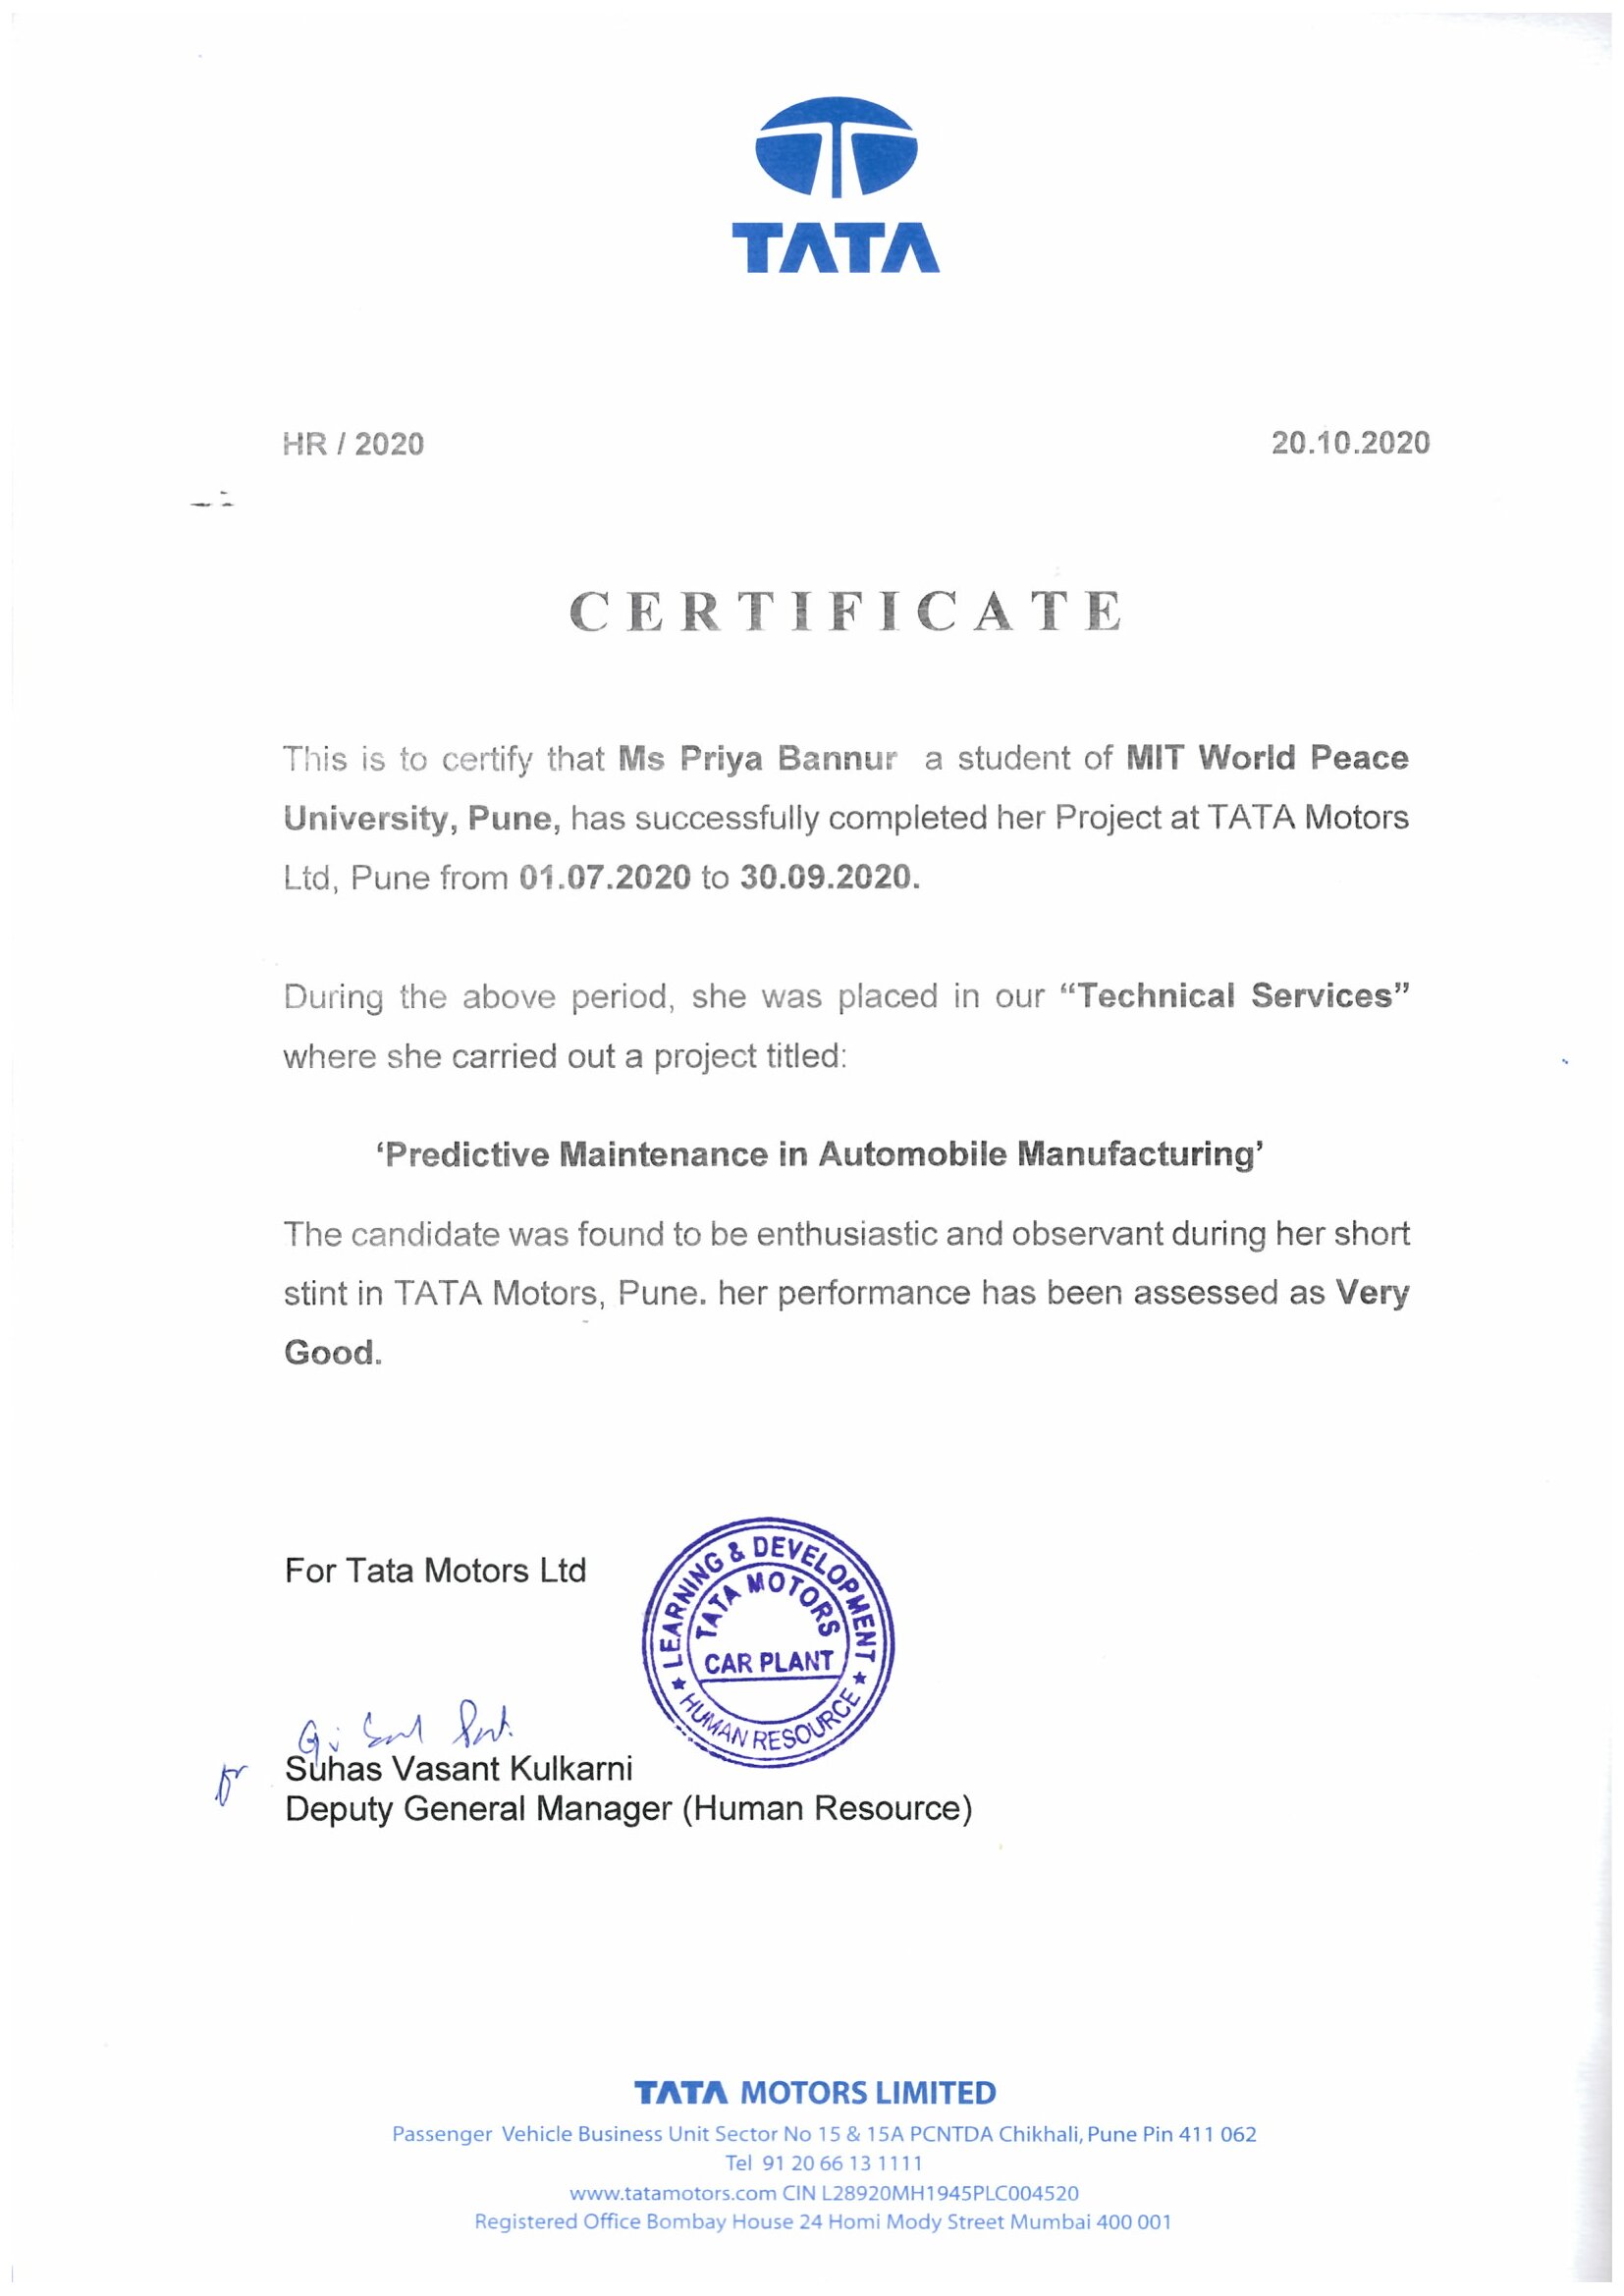 TATA
HR / 2020 20.10.2020
CERTIFICATE
This is to certify that Ms Priya Bannur a student of MIT World Peace
University, Pune, has successfully completed her Project at TATA Motors
Ltd, Pune from 01.07.2020 to 30.09.2020.
During the above period, she was placed in our “Technical Services”
where she carried out a project titled:
‘Predictive Maintenance in Automobile Manufacturing’
The candidate was found to be enthusiastic and observant during her short
stint in TATA Motors, Pune. her performance has been assessed as Very
Good.
For Tata Motors Ltd
LEARNING & DEVELOPMENT
TATA MOTORS
CAR PLANT
★ HUMAN RESOURCE ★
for
Suhas Vasant Kulkarni
Deputy General Manager (Human Resource)
TATA MOTORS LIMITED
Passenger Vehicle Business Unit Sector No 15 & 15A PCNTDA Chikhali, Pune Pin 411 062
Tel 91 20 66 13 1111
www.tatamotors.com CIN L28920MH1945PLC004520
Registered Office Bombay House 24 Homi Mody Street Mumbai 400 001